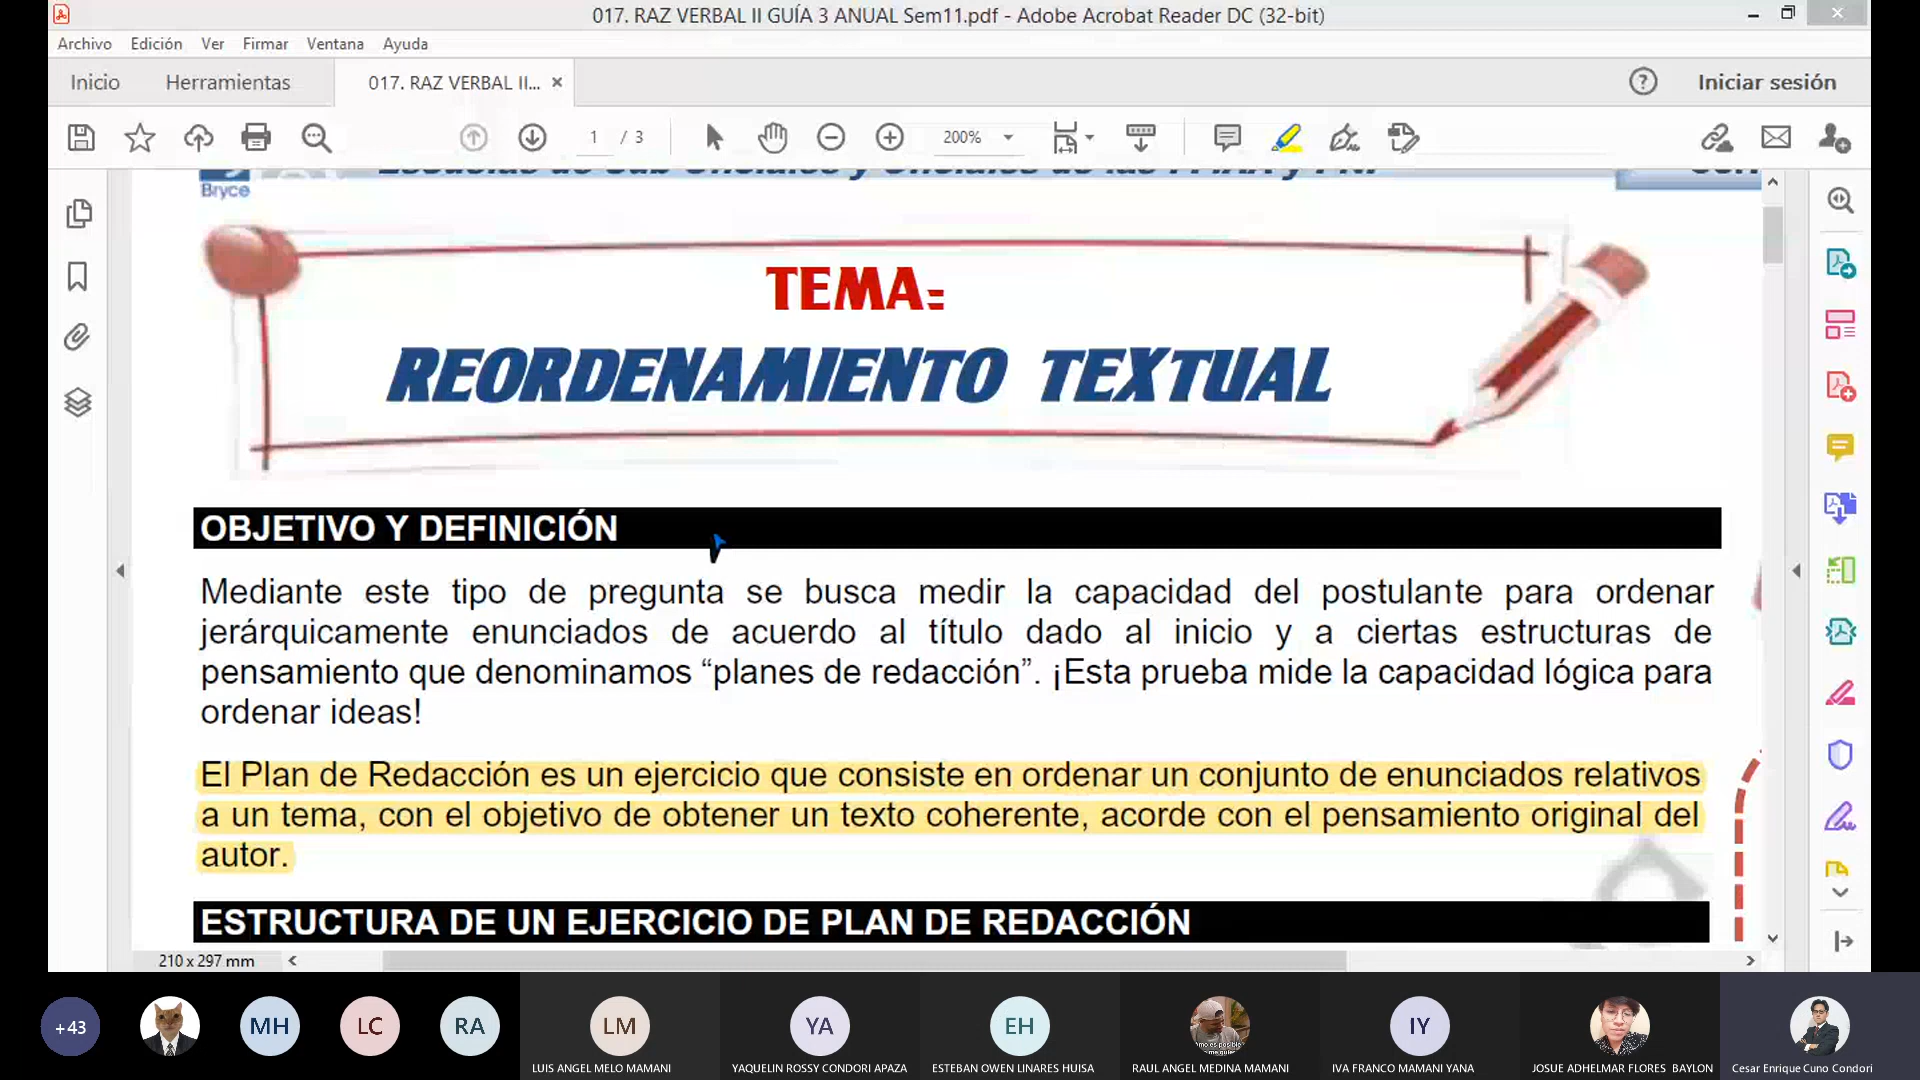 017. RAZ VERBAL II GUÍA 3 ANUAL Sem11.pdf - Adobe Acrobat Reader DC (32-bit)
Archivo Edición Ver Firmar Ventana Ayuda
Inicio Herramientas 017. RAZ VERBAL II... × Iniciar sesión
1 / 3 200%
Bryce
TEMA:
REORDENAMIENTO TEXTUAL
OBJETIVO Y DEFINICIÓN
Mediante este tipo de pregunta se busca medir la capacidad del postulante para ordenar
jerárquicamente enunciados de acuerdo al título dado al inicio y a ciertas estructuras de
pensamiento que denominamos “planes de redacción”. ¡Esta prueba mide la capacidad lógica para
ordenar ideas!
El Plan de Redacción es un ejercicio que consiste en ordenar un conjunto de enunciados relativos
a un tema, con el objetivo de obtener un texto coherente, acorde con el pensamiento original del
autor.
ESTRUCTURA DE UN EJERCICIO DE PLAN DE REDACCIÓN
210 x 297 mm
+43 MH LC RA LM YA EH IY
LUIS ANGEL MELO MAMANI YAQUELIN ROSSY CONDORI APAZA ESTEBAN OWEN LINARES HUISA RAUL ANGEL MEDINA MAMANI IVA FRANCO MAMANI YANA JOSUE ADHELMAR FLORES BAYLON Cesar Enrique Cuno Condori